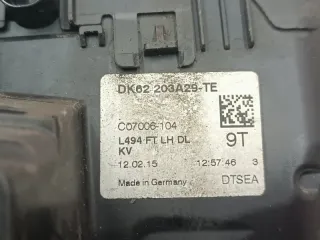 DK62 203A29-TE
C07006-104
L494 FT LH DL
KV
9T
12.02.15 12:57:46 3
Made in Germany DTSEA